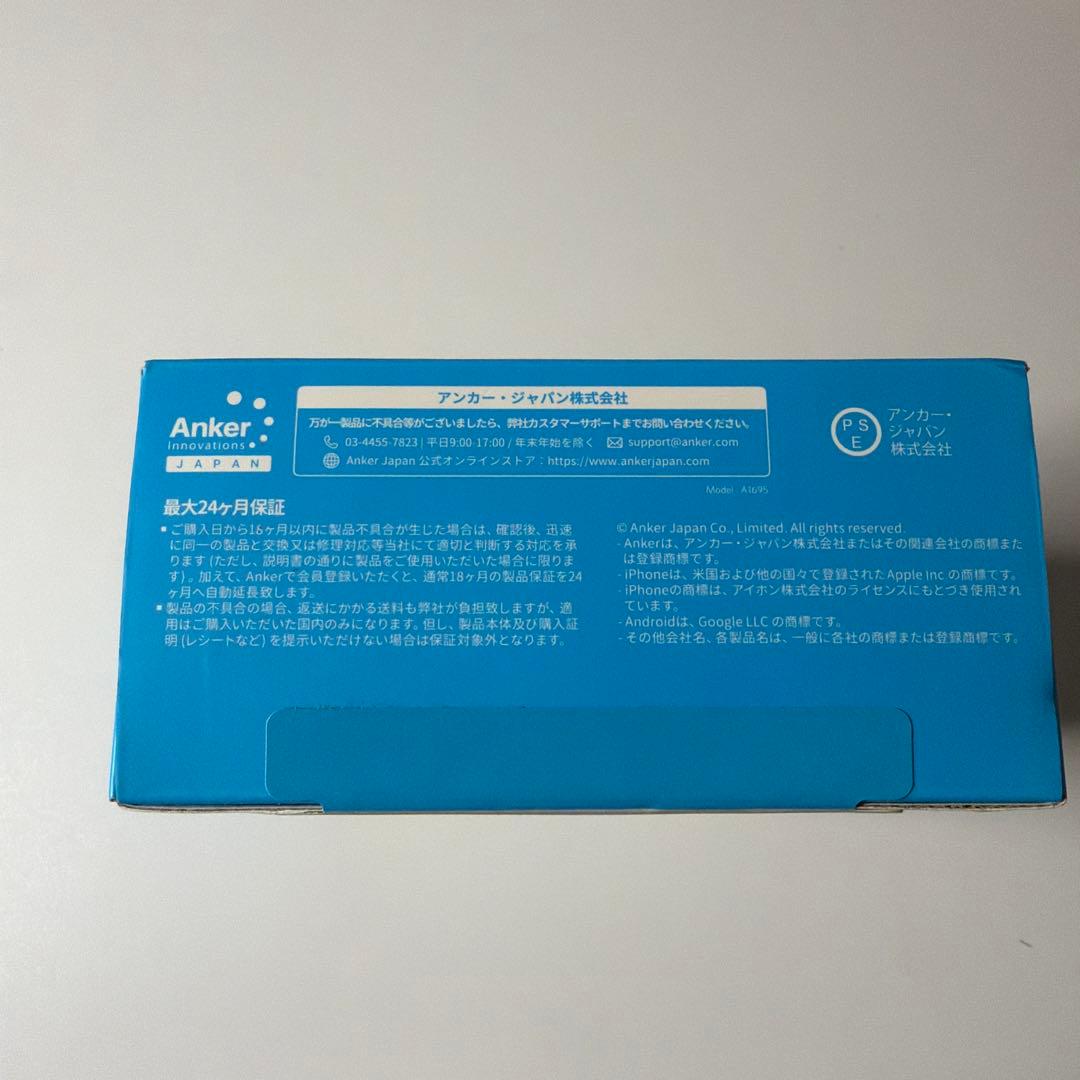 Anker
Innovations
JAPAN
アンカー・ジャパン株式会社
万が一製品に不具合等がございましたら、弊社カスタマーサポートまでお問い合わせください。
03-4455-7823 | 平日9:00-17:00 / 年末年始を除く support@anker.com
Anker Japan 公式オンラインストア：https://www.ankerjapan.com
PSE
アンカー・
ジャパン
株式会社
Model : A1695
最大24ヶ月保証
▪ ご購入日から16ヶ月以内に製品不具合が生じた場合は、確認後、迅速
に同一の製品と交換又は修理対応等当社にて適切と判断する対応を承
ります (ただし、説明書の通りに製品をご使用いただいた場合に限りま
す) 。加えて、Ankerで会員登録いたたくと、通常18ヶ月の製品保証を24
ヶ月へ自動延長致します。
▪ 製品の不具合の場合、返送にかかる送料も弊社が負担致しますが、適
用はご購入いただいた国内のみになります。但し、製品本体及び購入証
明 (レシートなど) を提示いただけない場合は保証対象外となります。
© Anker Japan Co., Limited. All rights reserved.
- Ankerは、アンカー・ジャパン株式会社またはその関連会社の商標また
は登録商標です。
- iPhoneは、米国および他の国々で登録されたApple Inc の商標です。
- iPhoneの商標は、アイホン株式会社のライセンスにもとづき使用され
ています。
- Androidは、Google LLC の商標です。
- その他会社名、各製品名は、一般に各社の商標または登録商標です。